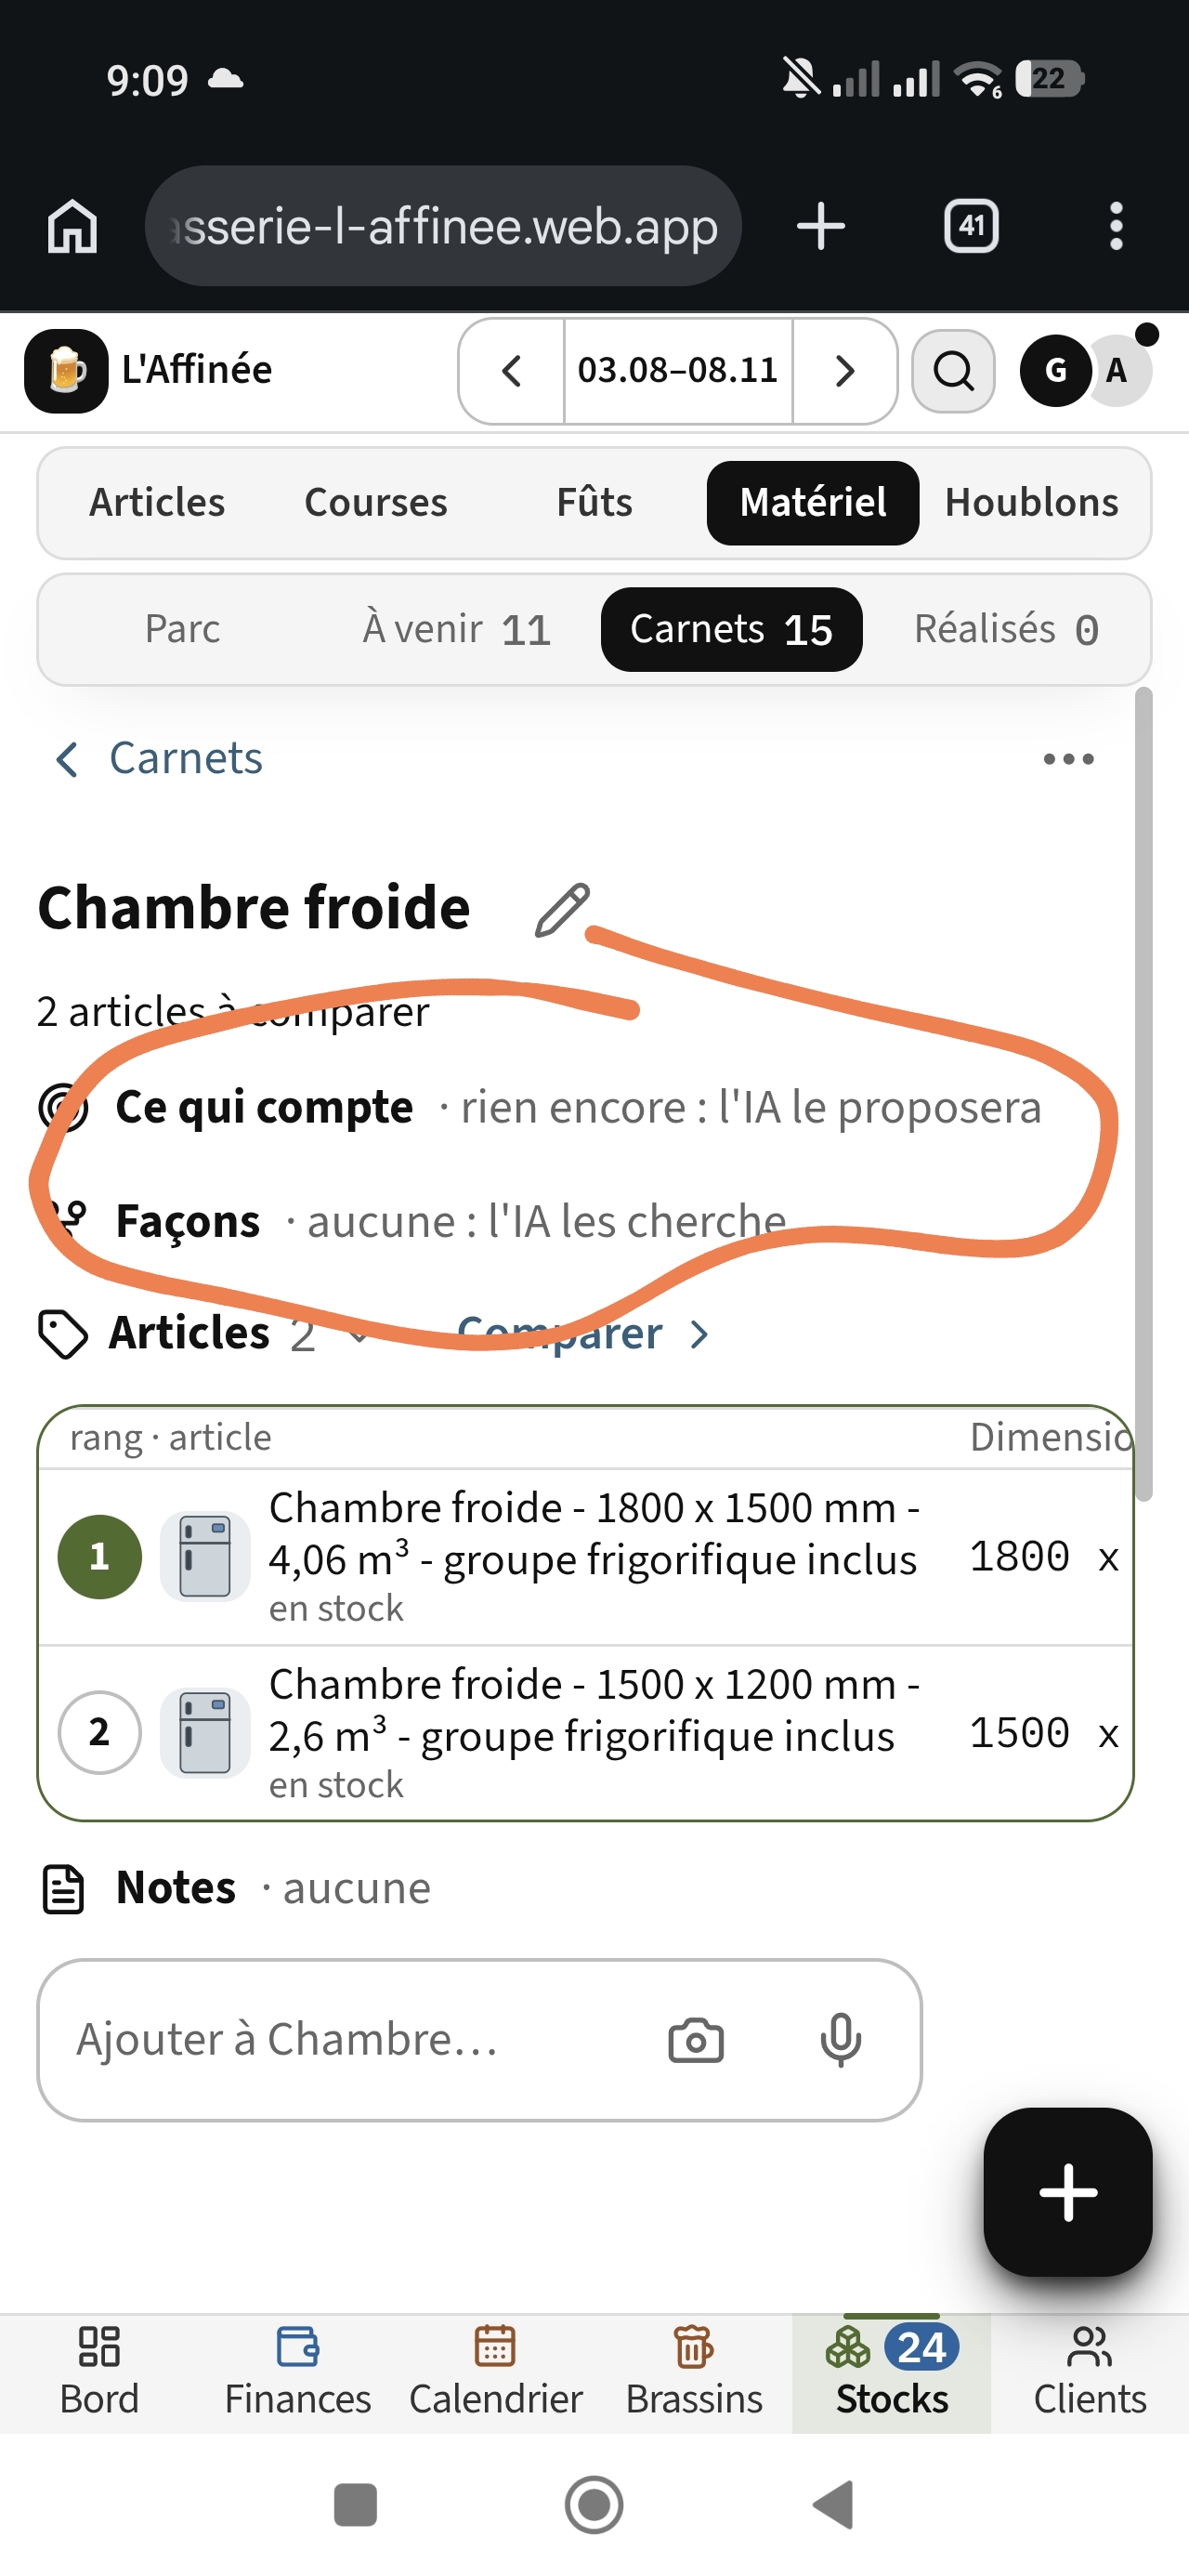 9:09
6
22
asserie-l-affinee.web.app
41
L'Affinée
03.08–08.11
G
A
Articles Courses Fûts Matériel Houblons
Parc À venir 11 Carnets 15 Réalisés 0
Carnets
Chambre froide
2 articles à comparer
Ce qui compte · rien encore : l'IA le proposera
Façons · aucune : l'IA les cherche
Articles 2 Comparer
rang · article Dimensio
1 Chambre froide - 1800 x 1500 mm -
4,06 m³ - groupe frigorifique inclus
en stock
1800 x
2 Chambre froide - 1500 x 1200 mm -
2,6 m³ - groupe frigorifique inclus
en stock
1500 x
Notes · aucune
Ajouter à Chambre...
24
Bord Finances Calendrier Brassins Stocks Clients